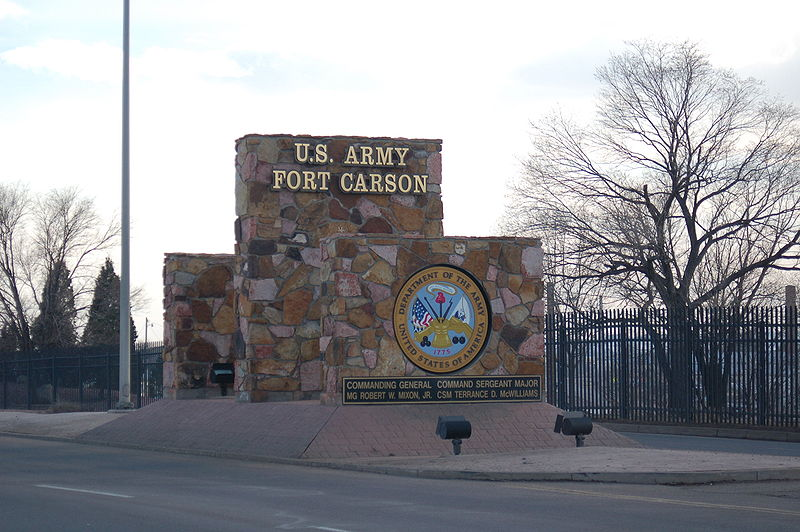 U.S. ARMY
FORT CARSON
DEPARTMENT OF THE ARMY
UNITED STATES OF AMERICA
1775
COMMANDING GENERAL COMMAND SERGEANT MAJOR
MG ROBERT W. MIXON, JR. CSM TERRANCE D. McWILLIAMS